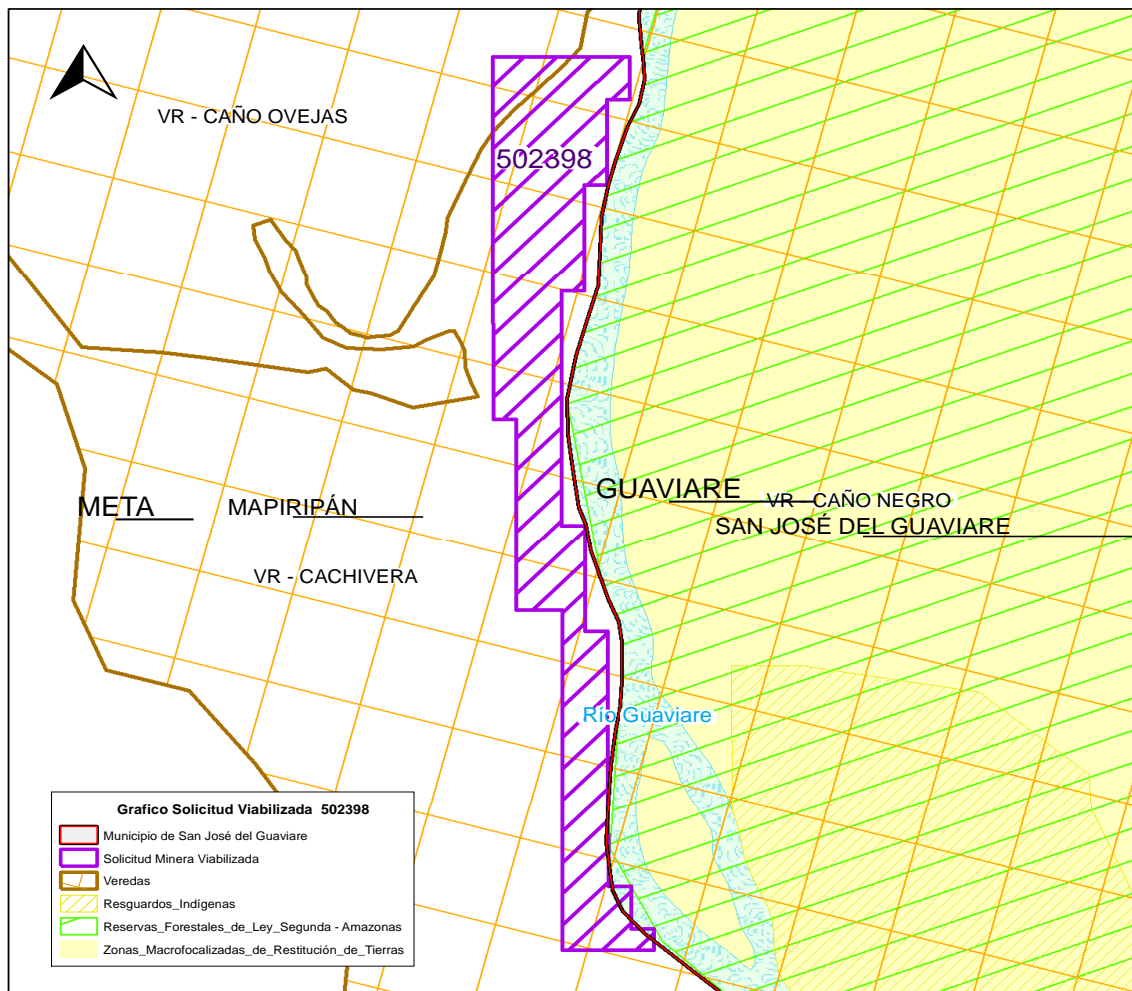 VR - CAÑO OVEJAS
502398
GUAVIARE
META
MAPIRIPÁN
VR - CAÑO NEGRO
SAN JOSÉ DEL GUAVIARE
VR - CACHIVERA
Río Guaviare
Grafico Solicitud Viabilizada 502398
Municipio de San José del Guaviare
Solicitud Minera Viabilizada
Veredas
Resguardos_Indígenas
Reservas_Forestales_de_Ley_Segunda - Amazonas
Zonas_Macrofocalizadas_de_Restitución_de_Tierras